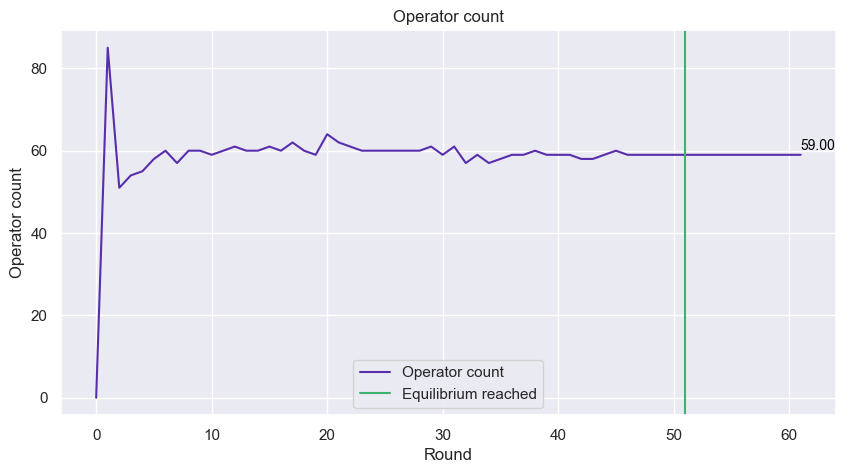 Operator count
Operator count
80
60
40
20
0
59.00
Operator count
Equilibrium reached
0 10 20 30 40 50 60
Round